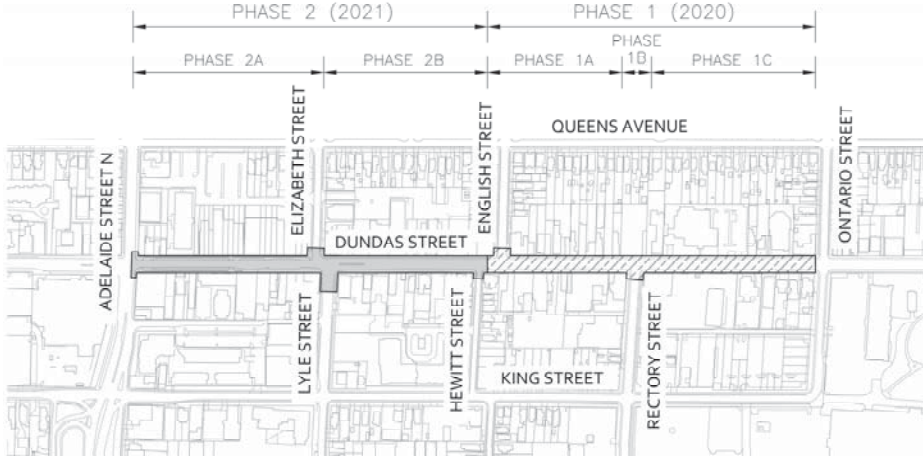 PHASE 2 (2021)
PHASE 1 (2020)
PHASE 2A
PHASE 2B
PHASE 1A
PHASE
1B
PHASE 1C
QUEENS AVENUE
ADELAIDE STREET N
ELIZABETH STREET
ENGLISH STREET
ONTARIO STREET
DUNDAS STREET
LYLE STREET
HEWITT STREET
KING STREET
RECTORY STREET